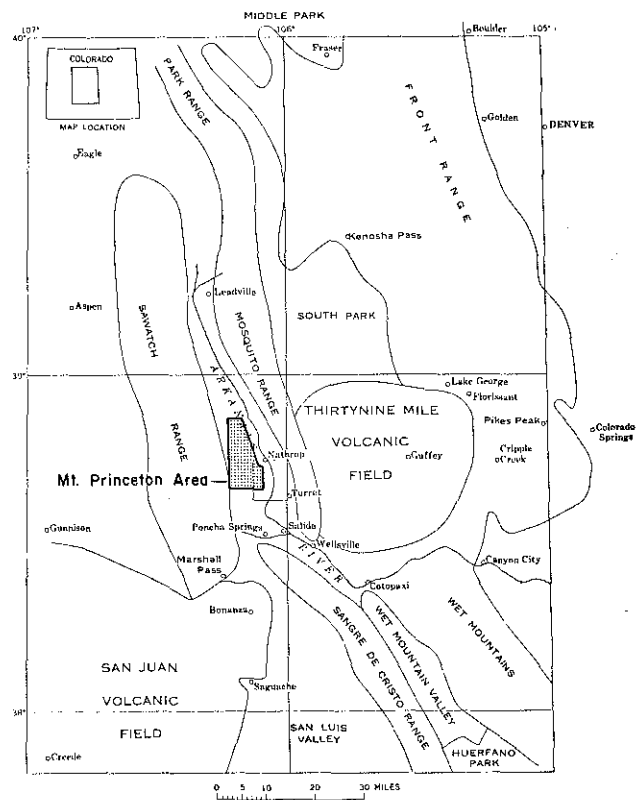 MIDDLE PARK
107°
106°
105°
40°
COLORADO
MAP LOCATION
Fraser
Boulder
PARK RANGE
FRONT RANGE
Golden
DENVER
Eagle
Kenosha Pass
Leadville
Aspen
SAWATCH
RANGE
MOSQUITO RANGE
SOUTH PARK
39°
Lake George
Florissant
THIRTYNINE MILE
VOLCANIC
FIELD
Pikes Peak
Colorado
Springs
Guffey
Cripple
Creek
Nathrop
Mt. Princeton Area
Turret
Gunnison
Poncha Springs
Salida
Wellsville
RIVER
Marshall
Pass
Canyon City
Cotopaxi
Bonanza
WET MOUNTAINS
WET MOUNTAIN VALLEY
SANGRE DE CRISTO RANGE
SAN JUAN
VOLCANIC
FIELD
Saguache
38°
SAN LUIS
VALLEY
HUERFANO
PARK
Creede
0 10 20 30 MILES